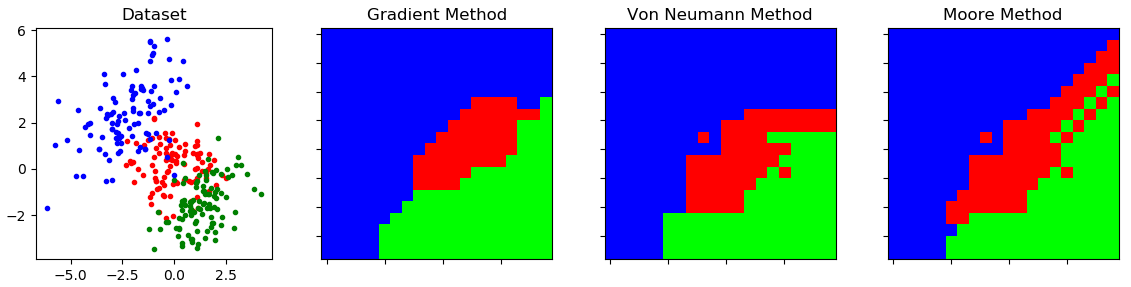 Dataset
Gradient Method
Von Neumann Method
Moore Method
6
4
2
0
−2
−5.0
−2.5
0.0
2.5